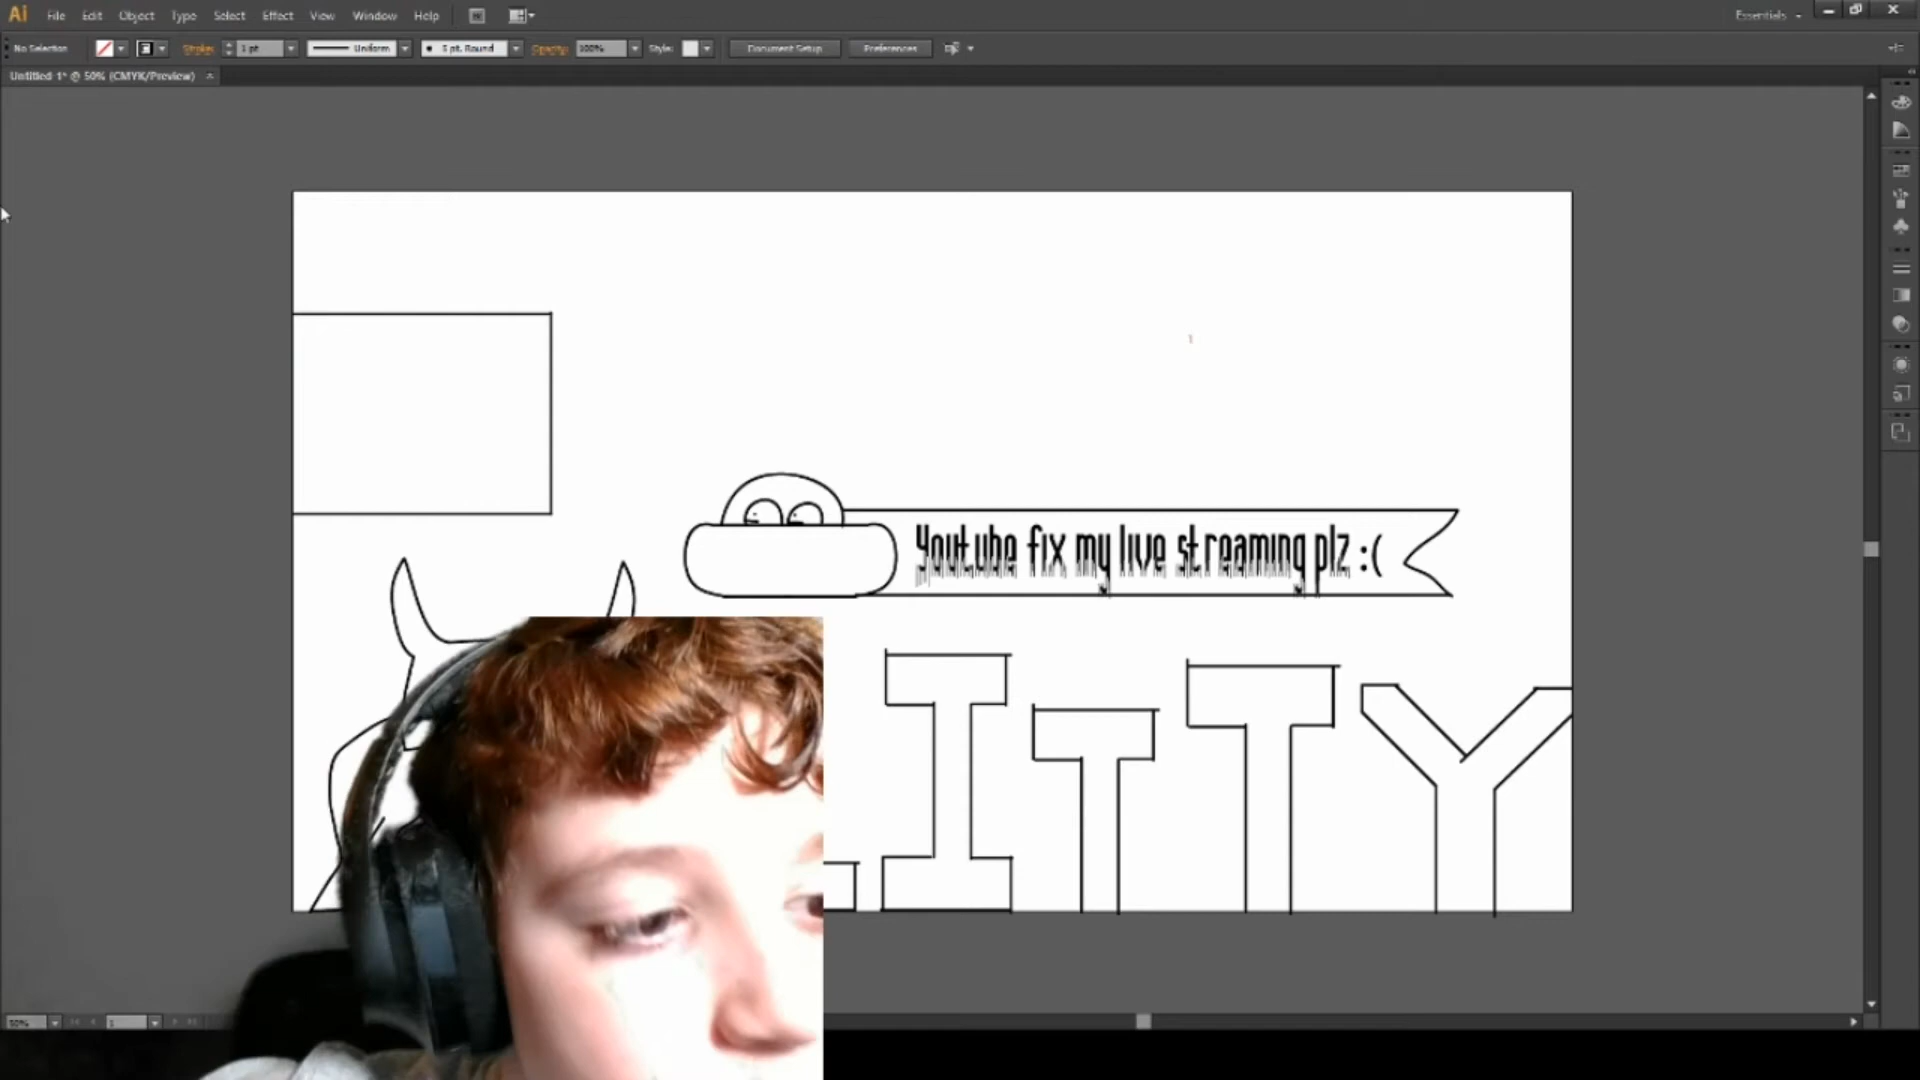 Ai File Edit Object Type Select Effect View Window Help Essentials
No Selection Stroke: 1 pt Uniform 5 pt. Round Opacity: 100% Style: Document Setup Preferences
Untitled-1* @ 50% (CMYK/Preview)
Youtube fix my live streaming plz :(
ITTY
50% 1